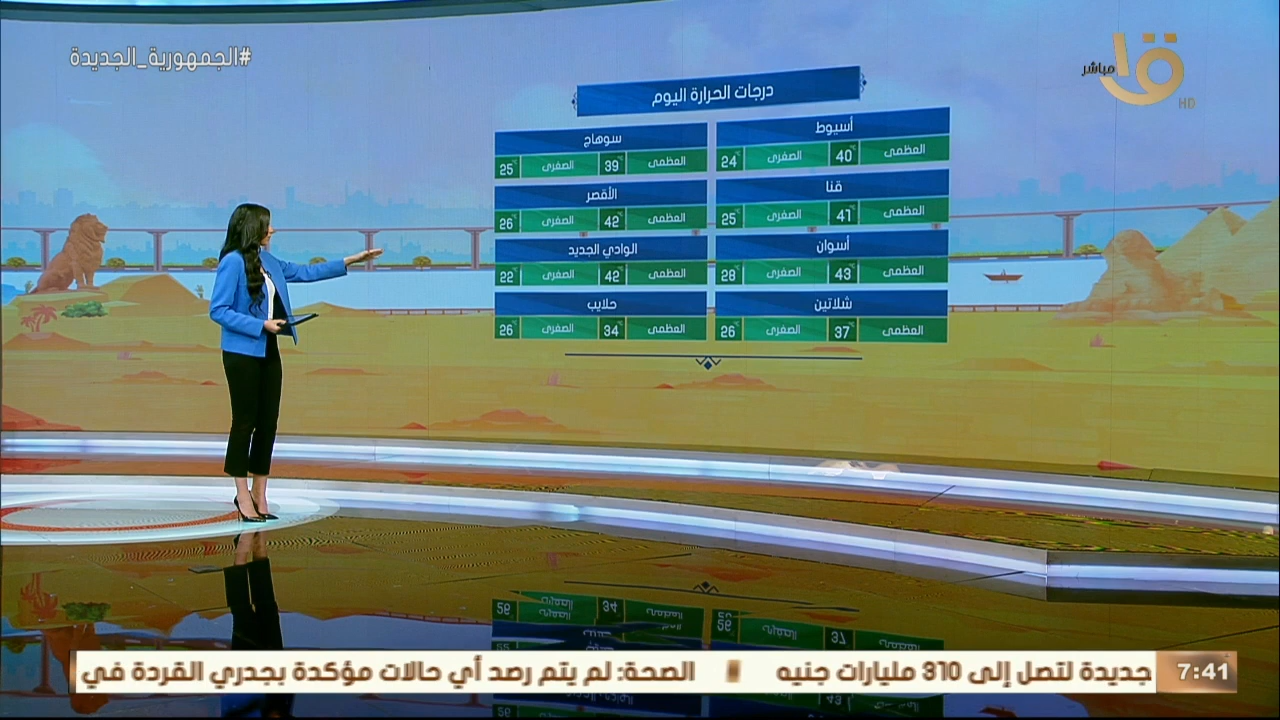 #الجمهورية_الجديدة
مباشر
HD
درجات الحرارة اليوم
أسيوط
العظمى 40°c الصغرى 24°c
سوهاج
العظمى 39°c الصغرى 25°c
قنا
العظمى 41°c الصغرى 25°c
الأقصر
العظمى 42°c الصغرى 26°c
أسوان
العظمى 43°c الصغرى 28°c
الوادي الجديد
العظمى 42°c الصغرى 22°c
شلاتين
العظمى 37°c الصغرى 26°c
حلايب
العظمى 34°c الصغرى 26°c
7:41 جديدة لتصل إلى 910 مليارات جنيه الصحة: لم يتم رصد أي حالات مؤكدة بجدري القردة في